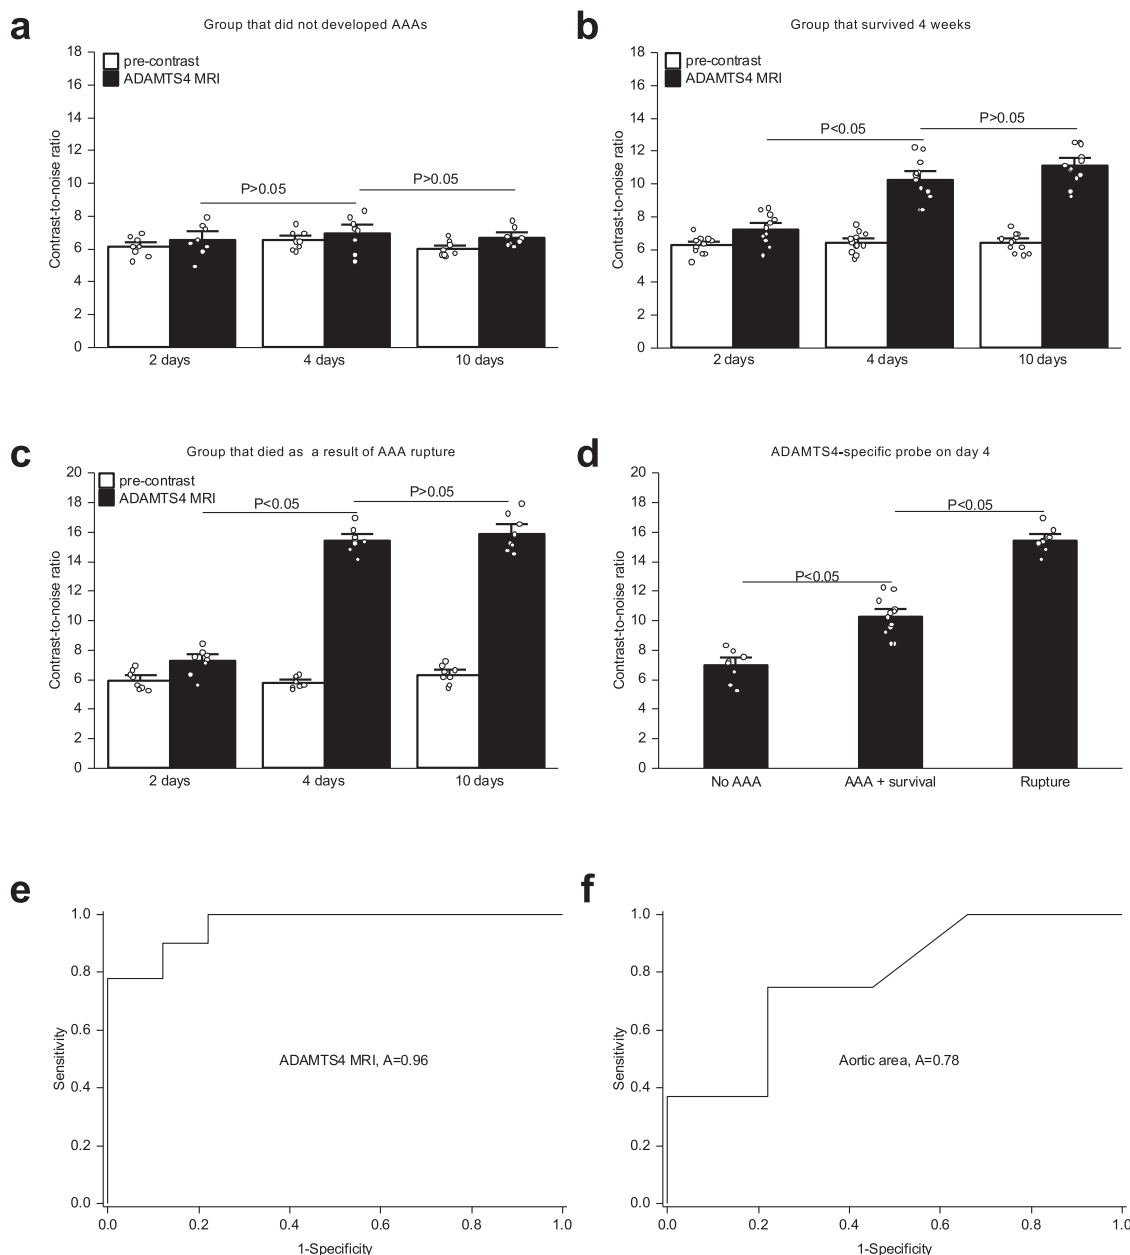 a
Group that did not developed AAAs
18
16
14
12
10
8
6
4
2
0
Contrast-to-noise ratio
pre-contrast
ADAMTS4 MRI
P>0.05
P>0.05
2 days
4 days
10 days
b
Group that survived 4 weeks
18
16
14
12
10
8
6
4
2
0
Contrast-to-noise ratio
pre-contrast
ADAMTS4 MRI
P<0.05
P>0.05
2 days
4 days
10 days
c
Group that died as a result of AAA rupture
20
18
16
14
12
10
8
6
4
2
0
Contrast-to-noise ratio
pre-contrast
ADAMTS4 MRI
P<0.05
P>0.05
2 days
4 days
10 days
d
ADAMTS4-specific probe on day 4
20
18
16
14
12
10
8
6
4
2
0
Contrast-to-noise ratio
P<0.05
P<0.05
No AAA
AAA + survival
Rupture
e
1.0
0.8
0.6
0.4
0.2
0.0
Sensitivity
ADAMTS4 MRI, A=0.96
0.0
0.2
0.4
0.6
0.8
1.0
1-Specificity
f
1.0
0.8
0.6
0.4
0.2
0.0
Sensitivity
Aortic area, A=0.78
0.0
0.2
0.4
0.6
0.8
1.0
1-Specificity